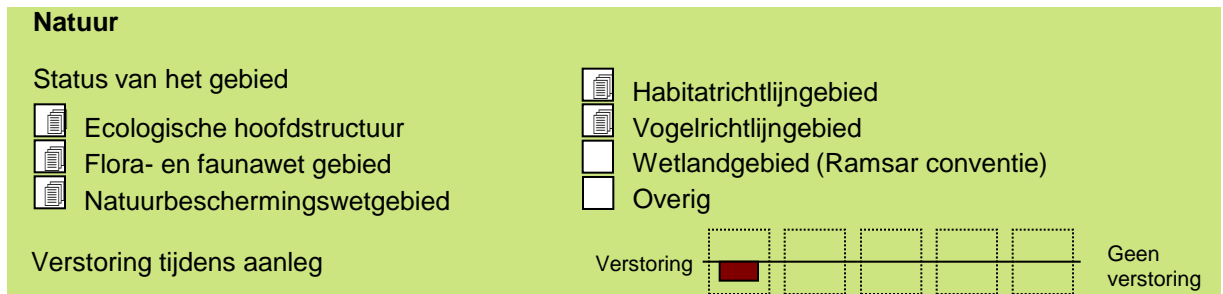 Natuur
Status van het gebied
Ecologische hoofdstructuur
Flora- en faunawet gebied
Natuurbeschermingswetgebied
Habitatrichtlijngebied
Vogelrichtlijngebied
Wetlandgebied (Ramsar conventie)
Overig
Verstoring tijdens aanleg
Verstoring
Geen
verstoring